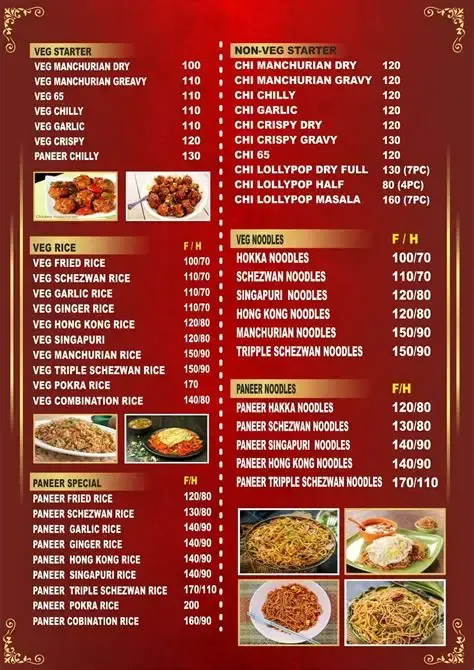 VEG STARTER
VEG MANCHURIAN DRY 100
VEG MANCHURIAN GREAVY 110
VEG 65 110
VEG CHILLY 110
VEG GARLIC 110
VEG CRISPY 120
PANEER CHILLY 130
VEG RICE F / H
VEG FRIED RICE 100/70
VEG SCHEZWAN RICE 110/70
VEG GARLIC RICE 110/70
VEG GINGER RICE 110/70
VEG HONG KONG RICE 120/80
VEG SINGAPURI 120/80
VEG MANCHURIAN RICE 150/90
VEG TRIPLE SCHEZWAN RICE 150/90
VEG POKRA RICE 170
VEG COMBINATION RICE 140/80
PANEER SPECIAL F/H
PANEER FRIED RICE 120/80
PANEER SCHEZWAN RICE 130/80
PANEER GARLIC RICE 140/90
PANEER GINGER RICE 140/90
PANEER HONG KONG RICE 140/90
PANEER SINGAPURI RICE 140/90
PANEER TRIPLE SCHEZWAN RICE 170/110
PANEER POKRA RICE 200
PANEER COBINATION RICE 160/90
NON-VEG STARTER
CHI MANCHURIAN DRY 120
CHI MANCHURIAN GRAVY 120
CHI CHILLY 120
CHI GARLIC 120
CHI CRISPY DRY 120
CHI CRISPY GRAVY 130
CHI 65 120
CHI LOLLYPOP DRY FULL 130 (7PC)
CHI LOLLYPOP HALF 80 (4PC)
CHI LOLLYPOP MASALA 160 (7PC)
VEG NOODLES F / H
HOKKA NOODLES 100/70
SCHEZWAN NOODLES 110/70
SINGAPURI NOODLES 120/80
HONG KONG NOODLES 120/80
MANCHURIAN NOODLES 150/90
TRIPPLE SCHEZWAN NOODLES 150/90
PANEER NOODLES F/H
PANEER HAKKA NOODLES 120/80
PANEER SCHEZWAN NOODLES 130/80
PANEER SINGAPURI NOODLES 140/90
PANEER HONG KONG NOODLES 140/90
PANEER TRIPPLE SCHEZWAN NOODLES 170/110